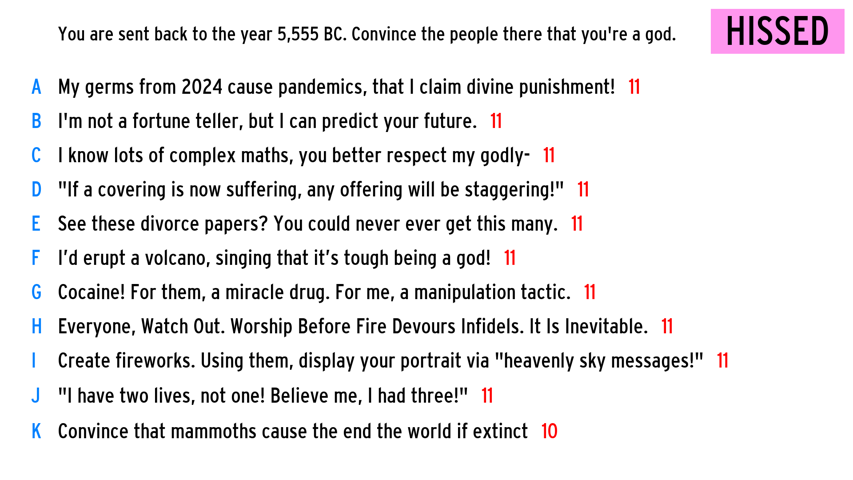 You are sent back to the year 5,555 BC. Convince the people there that you're a god.
HISSED
A My germs from 2024 cause pandemics, that I claim divine punishment! 11
B I'm not a fortune teller, but I can predict your future. 11
C I know lots of complex maths, you better respect my godly- 11
D "If a covering is now suffering, any offering will be staggering!" 11
E See these divorce papers? You could never ever get this many. 11
F I’d erupt a volcano, singing that it’s tough being a god! 11
G Cocaine! For them, a miracle drug. For me, a manipulation tactic. 11
H Everyone, Watch Out. Worship Before Fire Devours Infidels. It Is Inevitable. 11
I Create fireworks. Using them, display your portrait via "heavenly sky messages!" 11
J "I have two lives, not one! Believe me, I had three!" 11
K Convince that mammoths cause the end the world if extinct 10